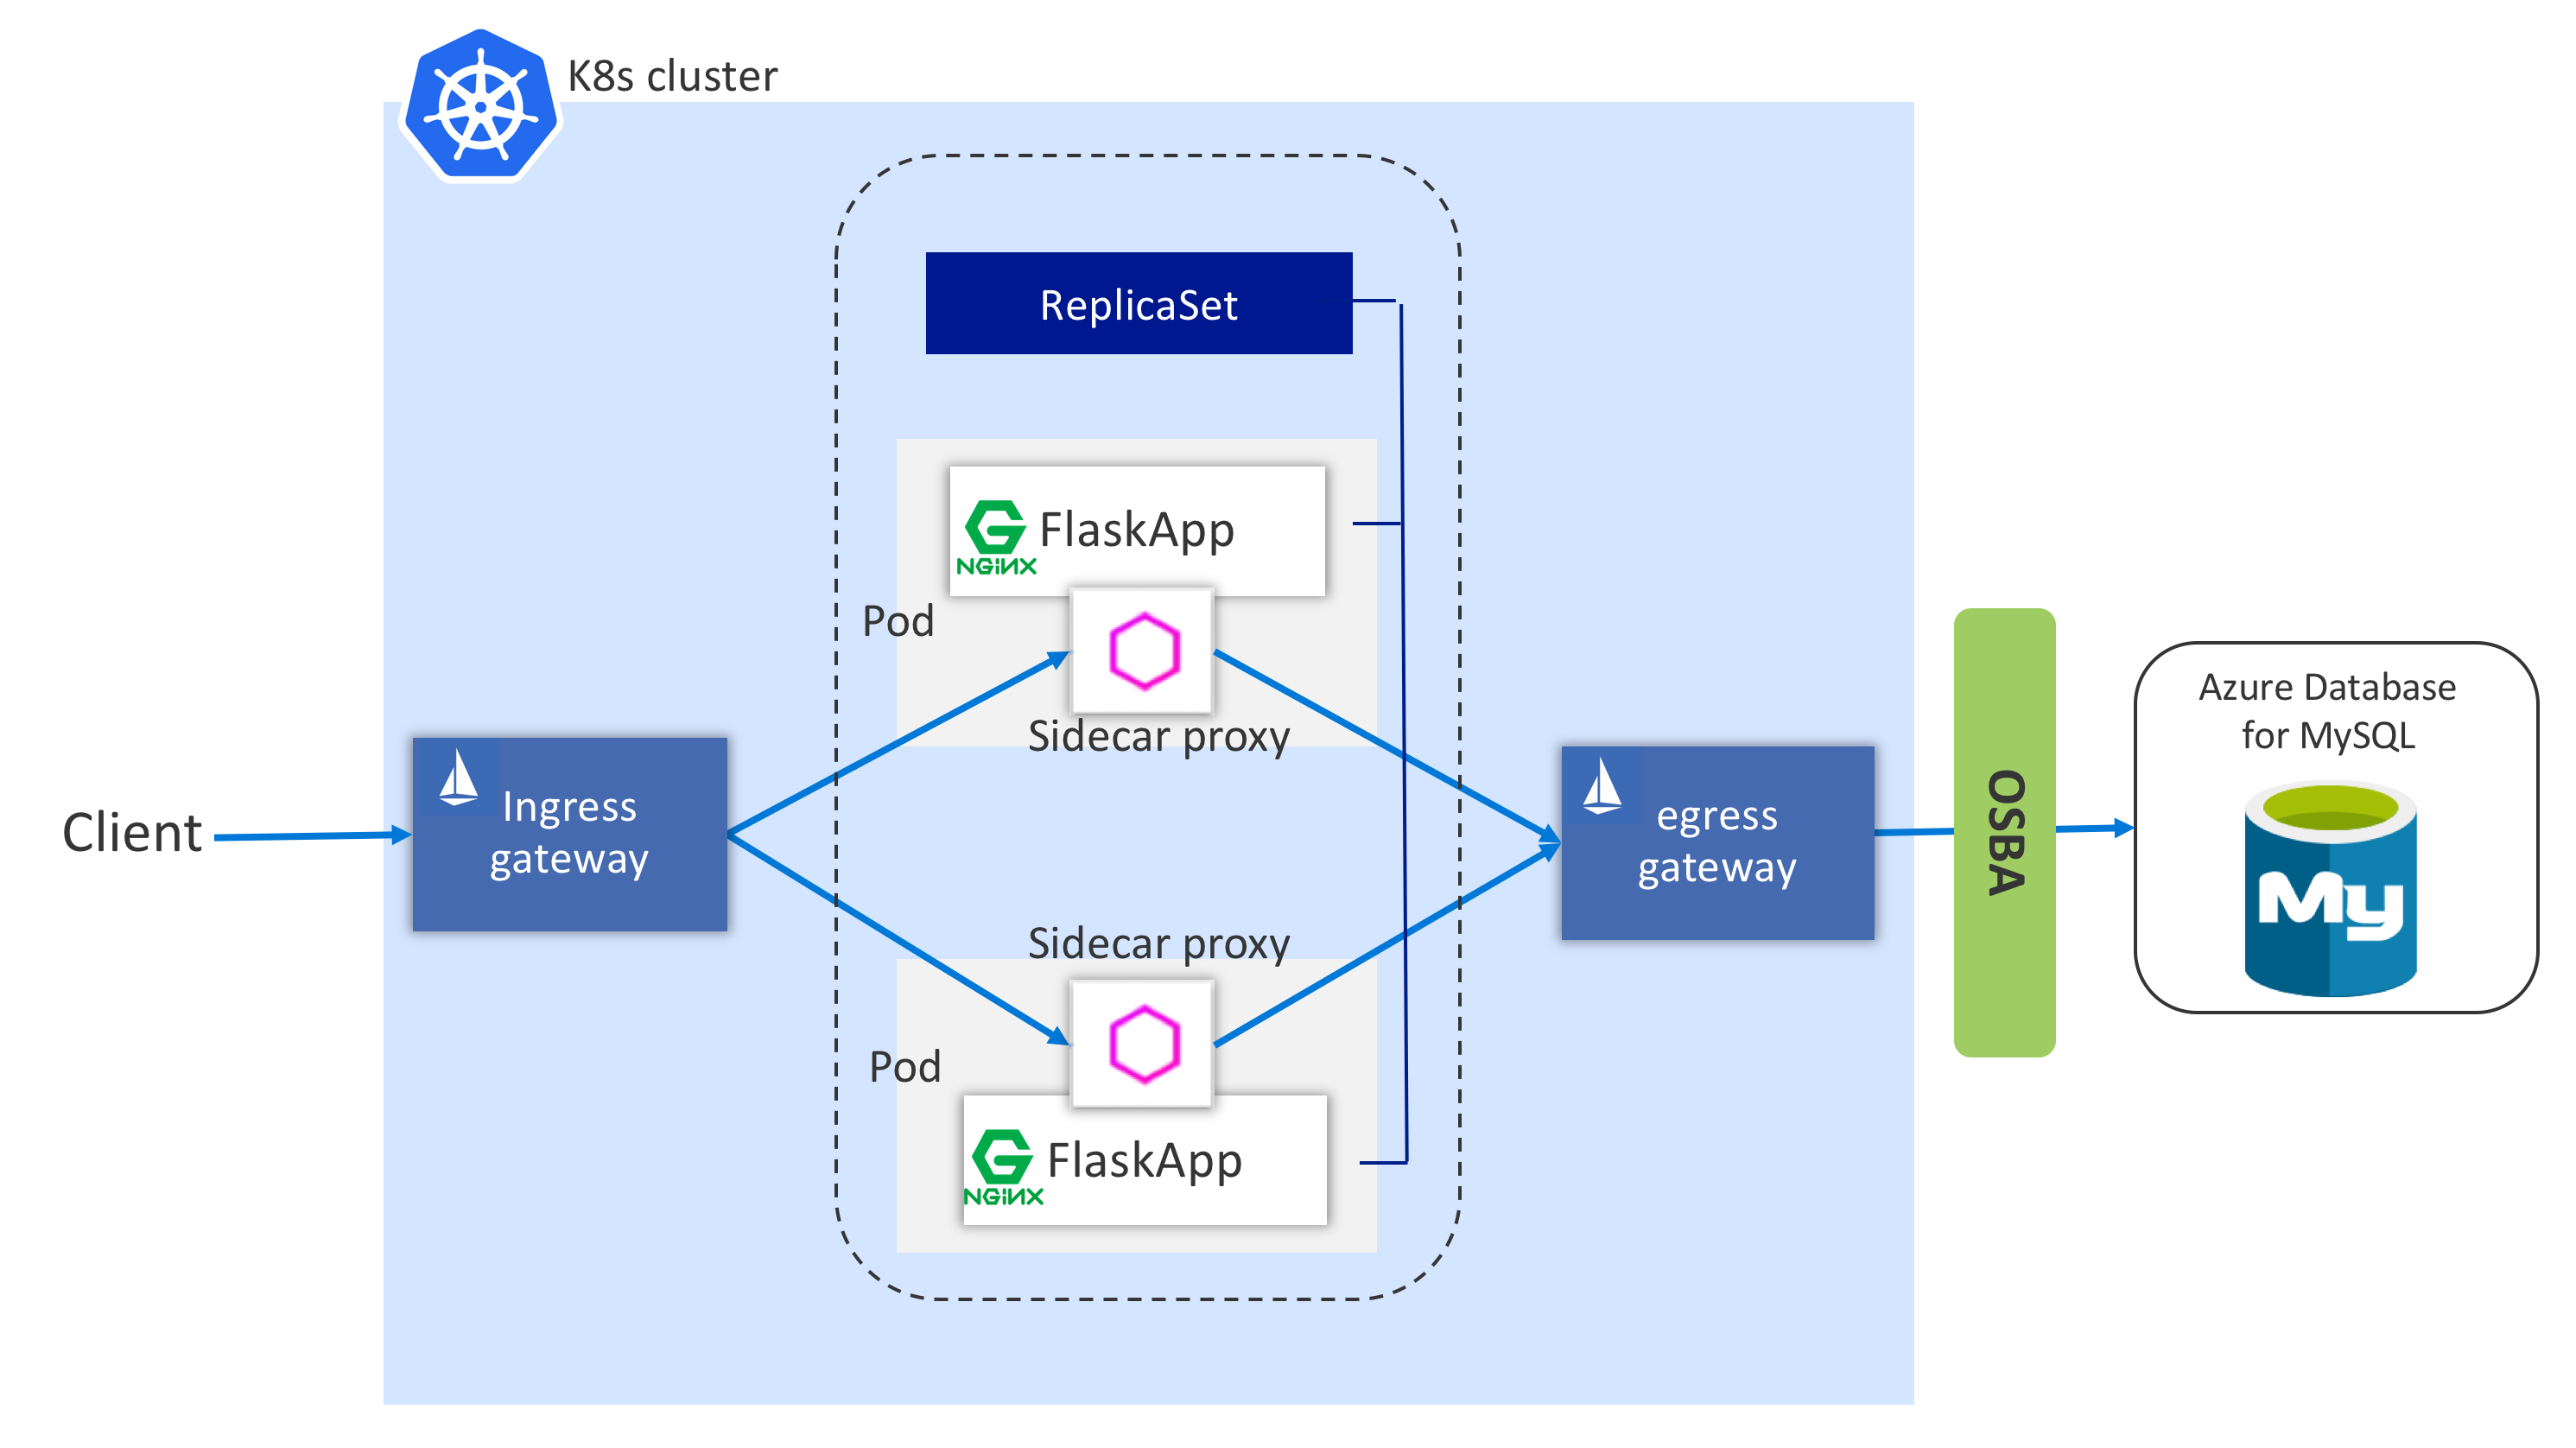 K8s cluster
ReplicaSet
FlaskApp
NGINX
Pod
Sidecar proxy
Ingress
gateway
Client
egress
gateway
OSBA
Azure Database
for MySQL
My
Sidecar proxy
Pod
FlaskApp
NGINX